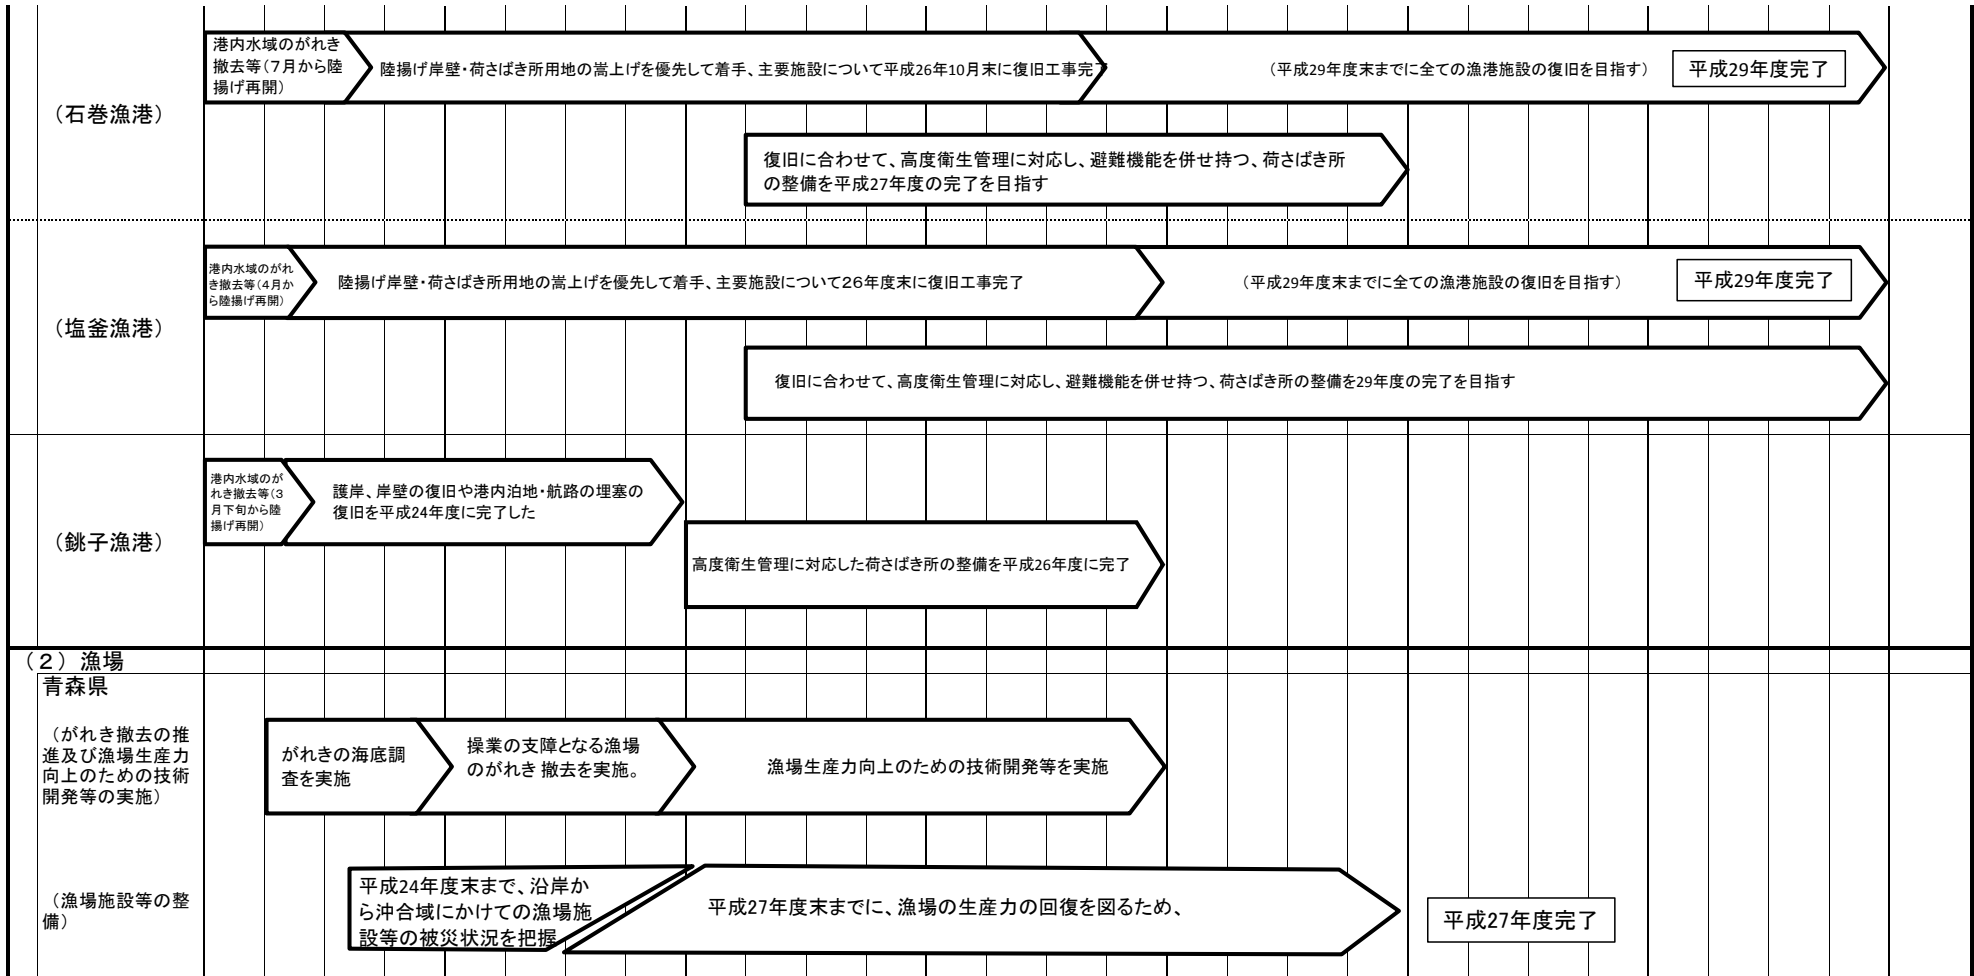 （石巻漁港）
港内水域のがれき
撤去等（７月から陸
揚げ再開）
陸揚げ岸壁・荷さばき所用地の嵩上げを優先して着手、主要施設について平成26年10月末に復旧工事完了
（平成29年度末までに全ての漁港施設の復旧を目指す）
平成29年度完了
復旧に合わせて、高度衛生管理に対応し、避難機能を併せ持つ、荷さばき所
の整備を平成27年度の完了を目指す
（塩釜漁港）
港内水域のがれ
き撤去等（４月か
ら陸揚げ再開）
陸揚げ岸壁・荷さばき所用地の嵩上げを優先して着手、主要施設について２６年度末に復旧工事完了
（平成29年度末までに全ての漁港施設の復旧を目指す）
平成29年度完了
復旧に合わせて、高度衛生管理に対応し、避難機能を併せ持つ、荷さばき所の整備を29年度の完了を目指す
（銚子漁港）
港内水域のが
れき撤去等（３
月下旬から陸
揚げ再開）
護岸、岸壁の復旧や港内泊地・航路の埋塞の
復旧を平成24年度に完了した
高度衛生管理に対応した荷さばき所の整備を平成26年度に完了
（２）漁場
青森県
（がれき撤去の推
進及び漁場生産力
向上のための技術
開発等の実施）
がれきの海底調
査を実施
操業の支障となる漁場
のがれき 撤去を実施。
漁場生産力向上のための技術開発等を実施
（漁場施設等の整
備）
平成24年度末まで、沿岸か
ら沖合域にかけての漁場施
設等の被災状況を把握
平成27年度末までに、漁場の生産力の回復を図るため、
平成27年度完了